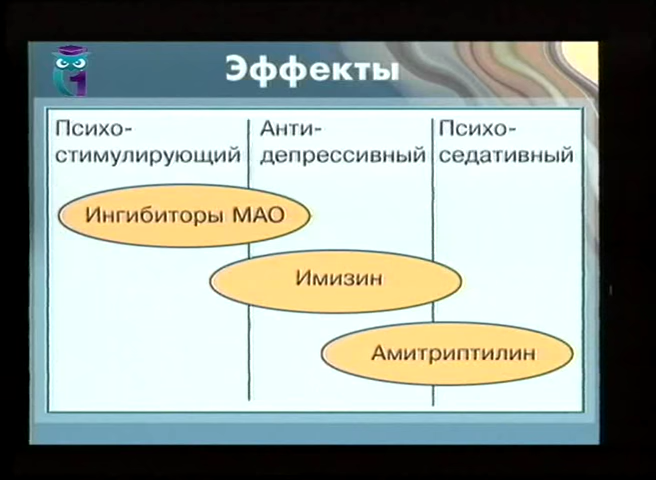 Эффекты
Психо-
стимулирующий
Анти-
депрессивный
Психо-
седативный
Ингибиторы МАО
Имизин
Амитриптилин